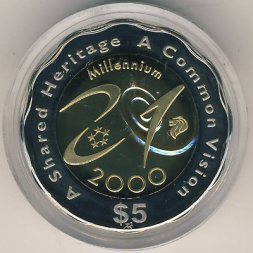 A Shared Heritage A Common Vision
Millennium
2000
$5